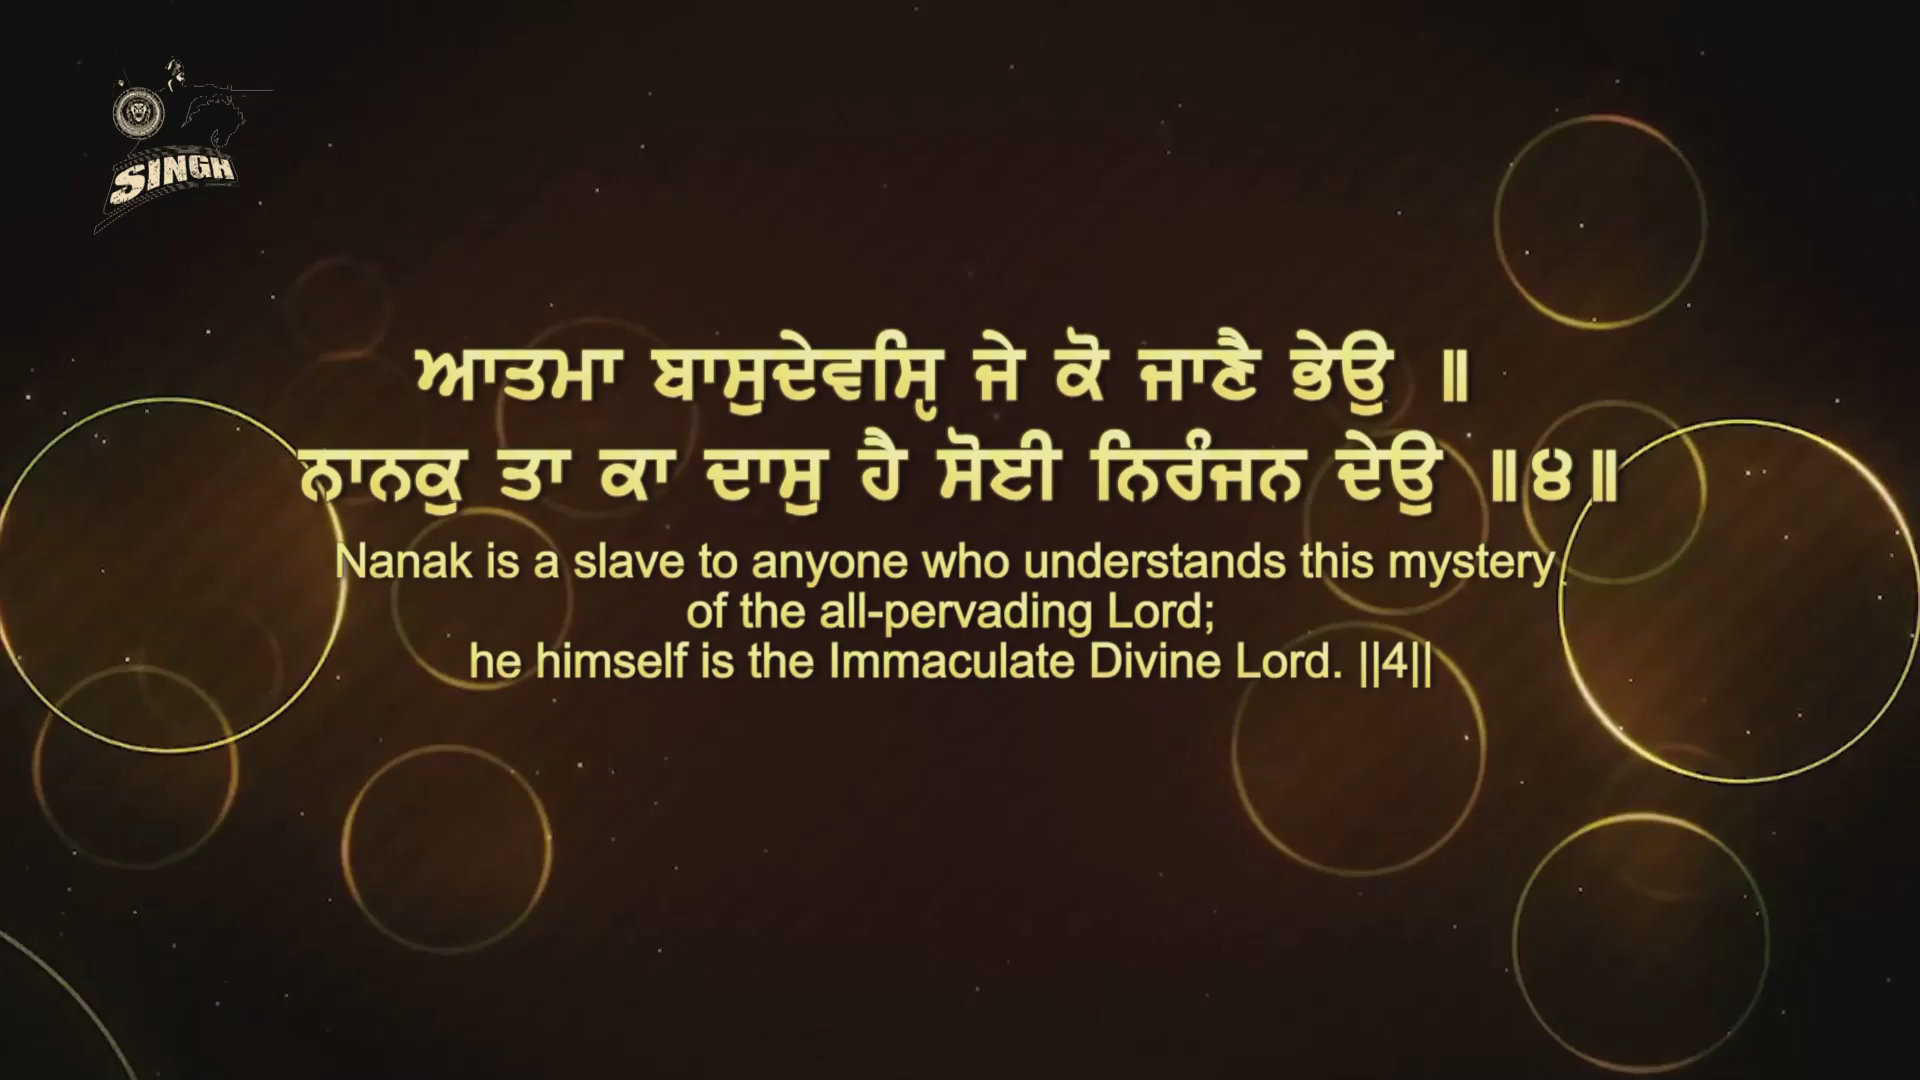 SINGH
ਆਤਮਾ ਬਾਸੁਦੇਵਸੵਿ ਜੇ ਕੋ ਜਾਣੈ ਭੇਉ ॥
ਨਾਨਕੁ ਤਾ ਕਾ ਦਾਸੁ ਹੈ ਸੋਈ ਨਿਰੰਜਨ ਦੇਉ ॥੪॥
Nanak is a slave to anyone who understands this mystery
of the all-pervading Lord;
he himself is the Immaculate Divine Lord. ||4||